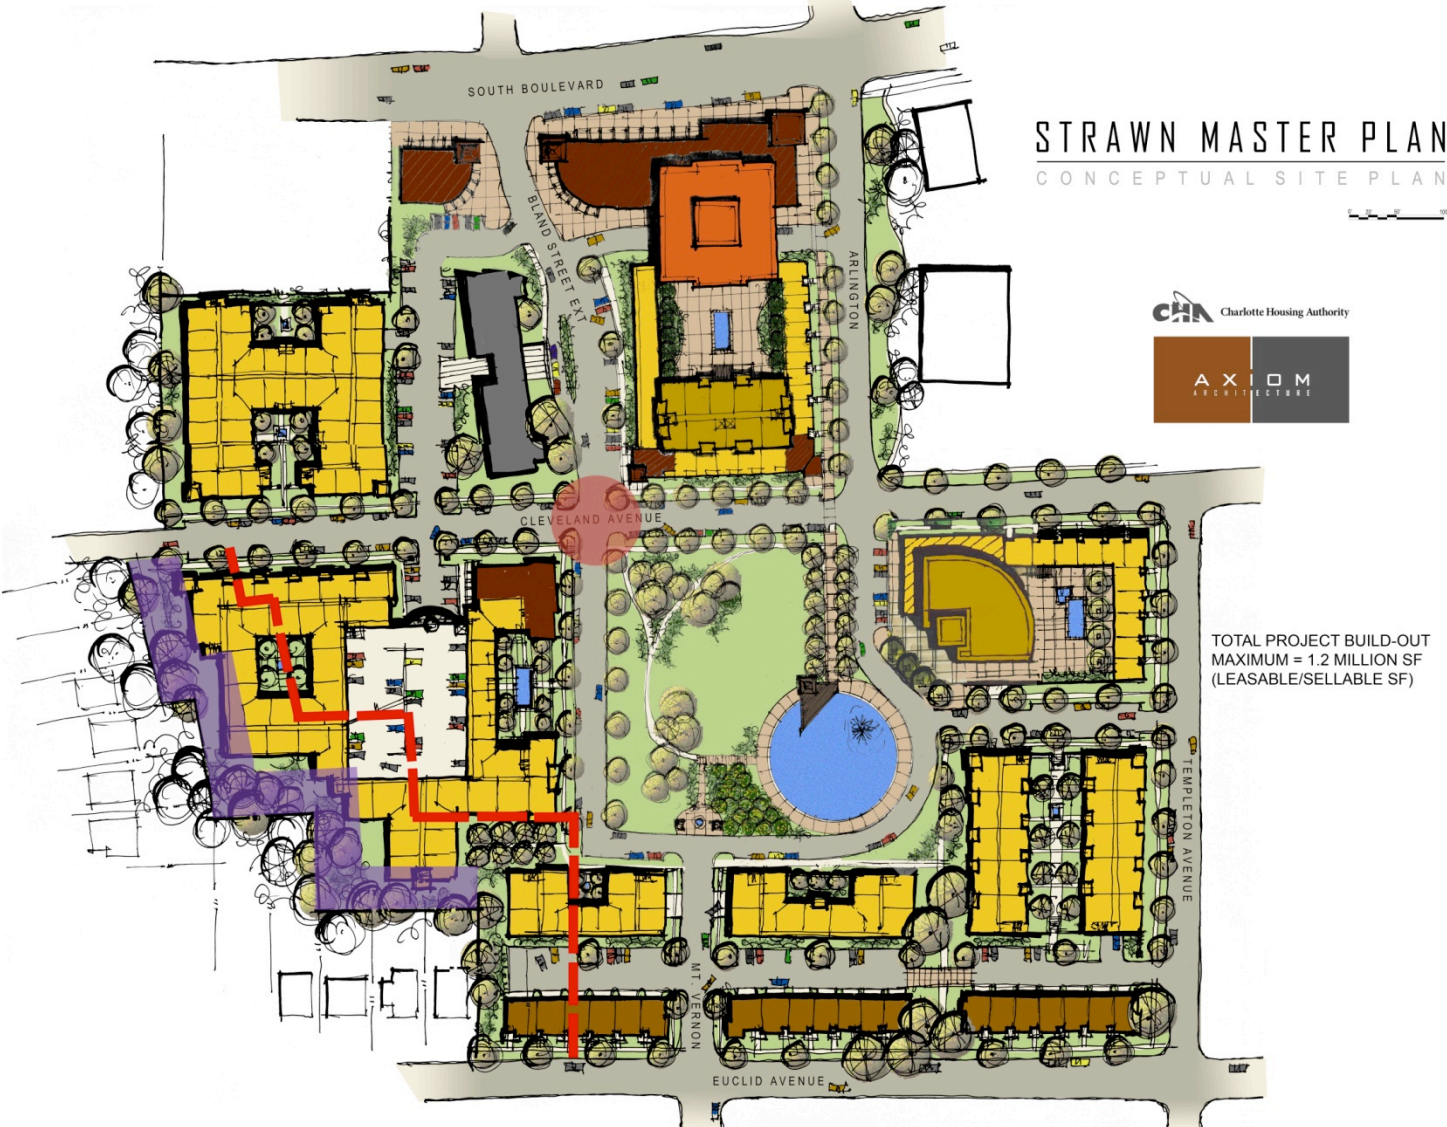 SOUTH BOULEVARD
STRAWN MASTER PLAN
CONCEPTUAL SITE PLAN
BLAND STREET EXT
ARLINGTON
CHA Charlotte Housing Authority
AXIOM
ARCHITECTURE
CLEVELAND AVENUE
TOTAL PROJECT BUILD-OUT
MAXIMUM = 1.2 MILLION SF
(LEASABLE/SELLABLE SF)
TEMPLETON AVENUE
MT. VERNON
EUCLID AVENUE